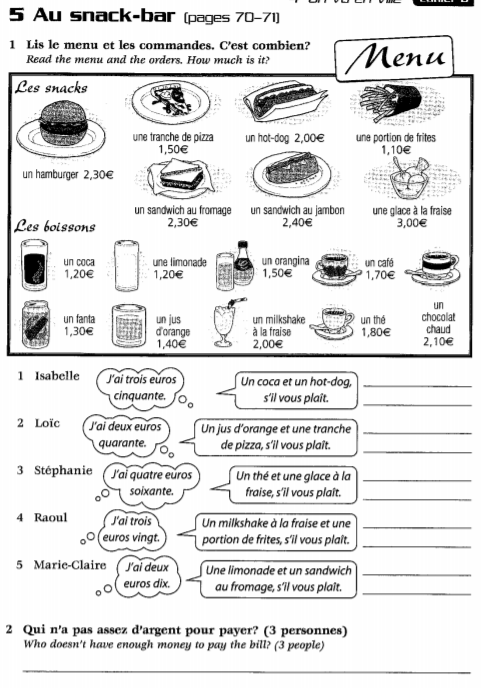 5 Au snack-bar (pages 70–71)
1 Lis le menu et les commandes. C'est combien?
Read the menu and the orders. How much is it?
Menu
Les snacks
une tranche de pizza
1,50€
un hot-dog 2,00€
une portion de frites
1,10€
un hamburger 2,30€
un sandwich au fromage
2,30€
un sandwich au jambon
2,40€
une glace à la fraise
3,00€
Les boissons
un coca
1,20€
une limonade
1,20€
un orangina
1,50€
un café
1,70€
un
chocolat
chaud
2,10€
un fanta
1,30€
un jus
d'orange
1,40€
un milkshake
à la fraise
2,00€
un thé
1,80€
1 Isabelle
J'ai trois euros
cinquante.
Un coca et un hot-dog,
s'il vous plaît.
2 Loïc
J'ai deux euros
quarante.
Un jus d'orange et une tranche
de pizza, s'il vous plaît.
3 Stéphanie
J'ai quatre euros
soixante.
Un thé et une glace à la
fraise, s'il vous plaît.
4 Raoul
J'ai trois
euros vingt.
Un milkshake à la fraise et une
portion de frites, s'il vous plaît.
5 Marie-Claire
J'ai deux
euros dix.
Une limonade et un sandwich
au fromage, s'il vous plaît.
2 Qui n'a pas assez d'argent pour payer? (3 personnes)
Who doesn't have enough money to pay the bill? (3 people)